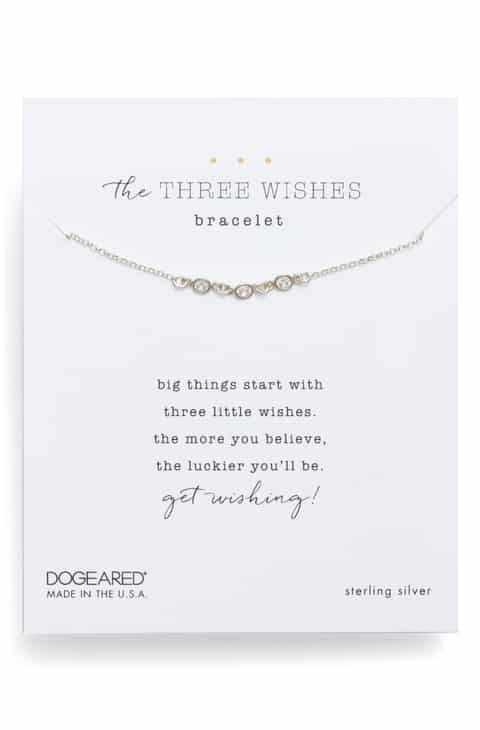 the THREE WISHES
bracelet
big things start with
three little wishes.
the more you believe,
the luckier you'll be.
get wishing!
DOGEARED®
MADE IN THE U.S.A.
sterling silver